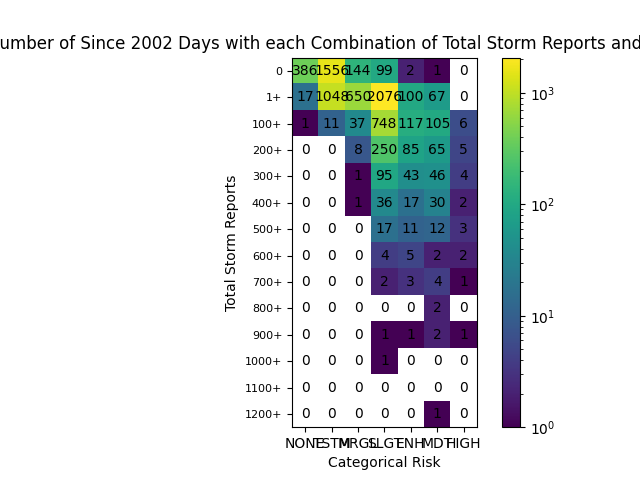 umber of Since 2002 Days with each Combination of Total Storm Reports and
0 386 1556 144 99 2 1 0
1+ 17 1048 650 2076 100 67 0
100+ 1 11 37 748 117 105 6
200+ 0 0 8 250 85 65 5
300+ 0 0 1 95 43 46 4
400+ 0 0 1 36 17 30 2
500+ 0 0 0 17 11 12 3
600+ 0 0 0 4 5 2 2
700+ 0 0 0 2 3 4 1
800+ 0 0 0 0 0 2 0
900+ 0 0 0 1 1 2 1
1000+ 0 0 0 1 0 0 0
1100+ 0 0 0 0 0 0 0
1200+ 0 0 0 0 0 1 0
NONE TSTM MRGL SLGT ENH MDT HIGH
Categorical Risk
Total Storm Reports
10³
10²
10¹
10⁰